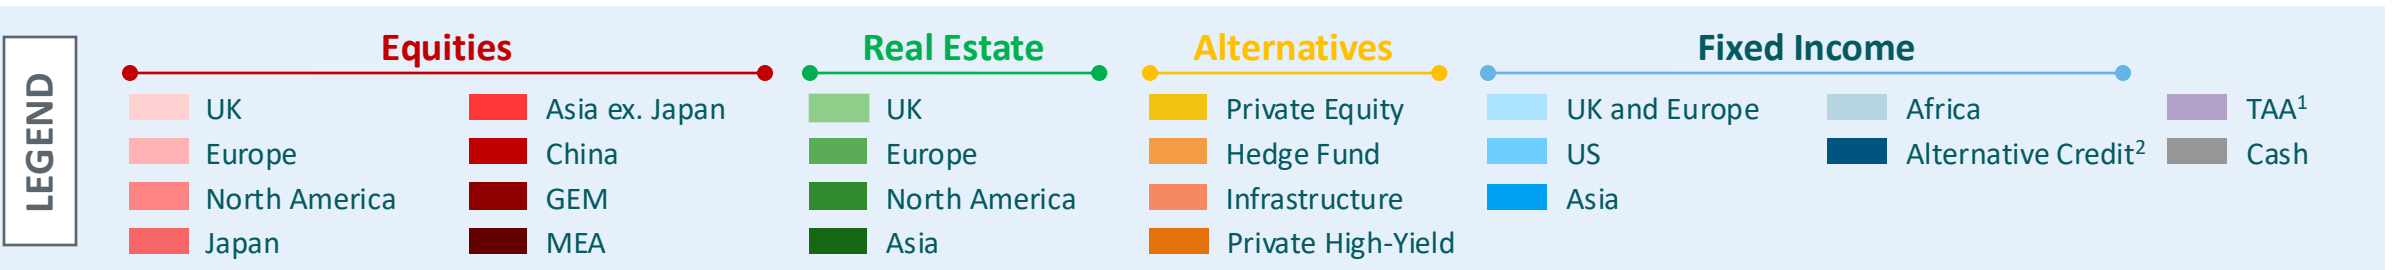 LEGEND
Equities
UK
Europe
North America
Japan
Asia ex. Japan
China
GEM
MEA
Real Estate
UK
Europe
North America
Asia
Alternatives
Private Equity
Hedge Fund
Infrastructure
Private High-Yield
Fixed Income
UK and Europe
US
Asia
Africa
Alternative Credit²
TAA¹
Cash